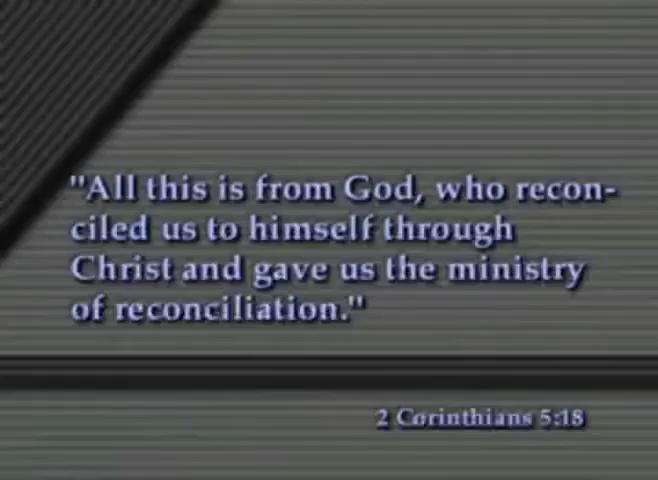 "All this is from God, who recon-
ciled us to himself through
Christ and gave us the ministry
of reconciliation."
2 Corinthians 5:18